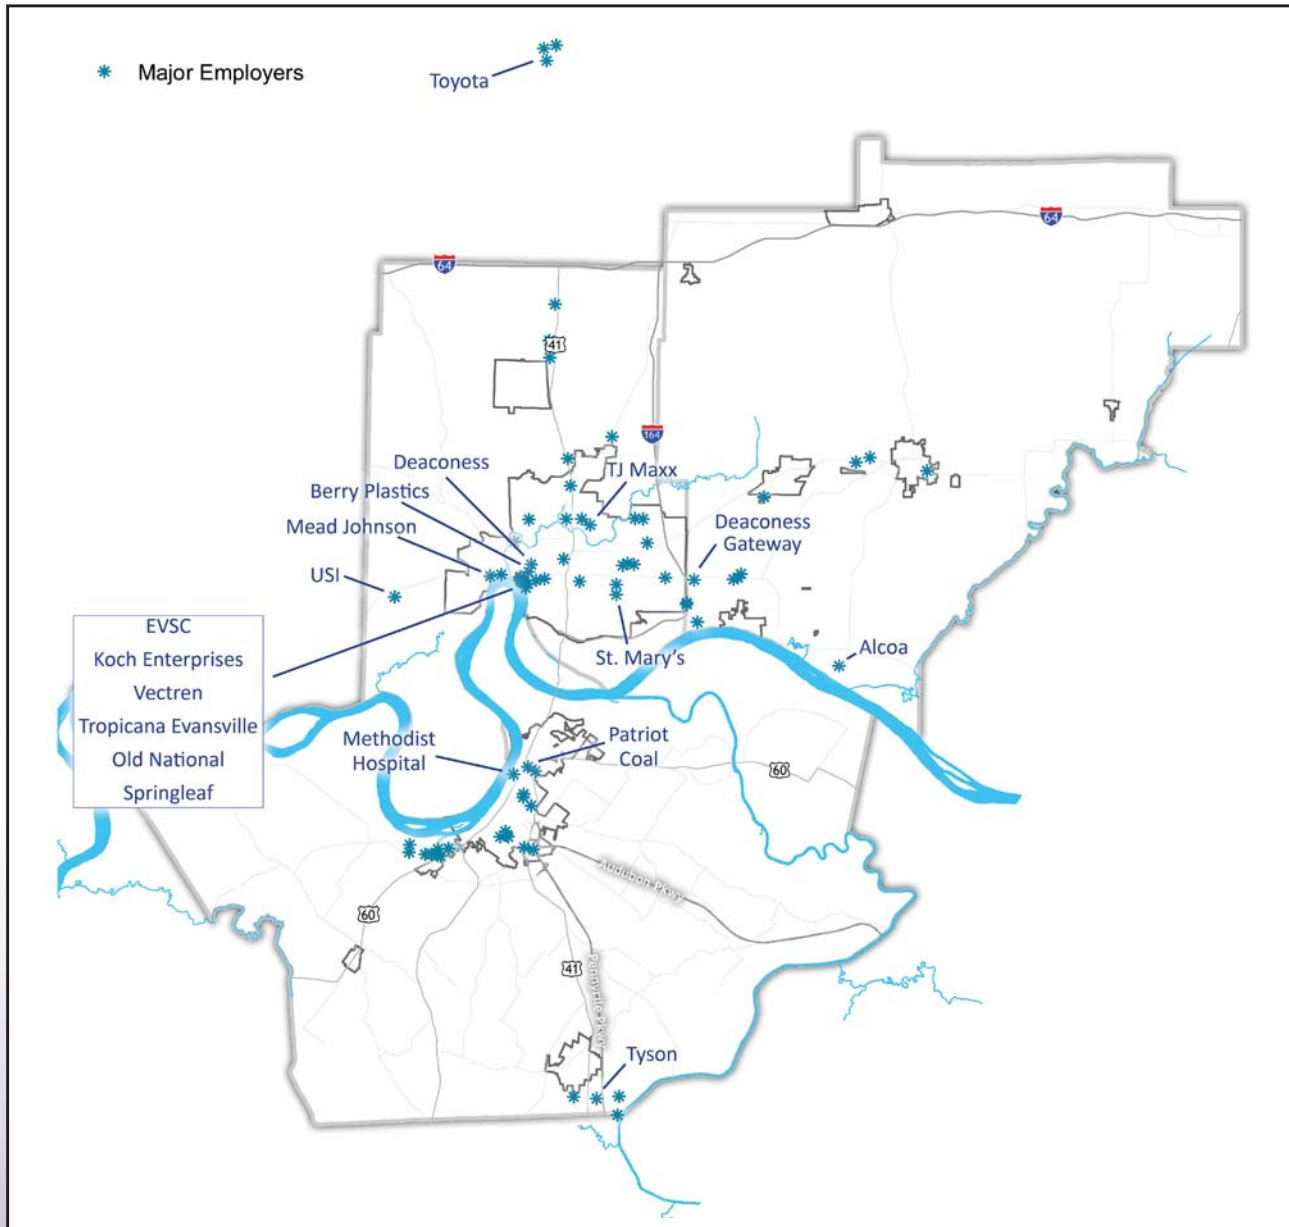 Major Employers
Toyota
64
64
41
164
Deaconess
TJ Maxx
Berry Plastics
Mead Johnson
Deaconess
Gateway
USI
EVSC
Koch Enterprises
Vectren
Tropicana Evansville
Old National
Springleaf
St. Mary's
Alcoa
Methodist
Hospital
Patriot
Coal
60
Audubon Pkwy
60
41
Pennyrile Pkwy
Tyson